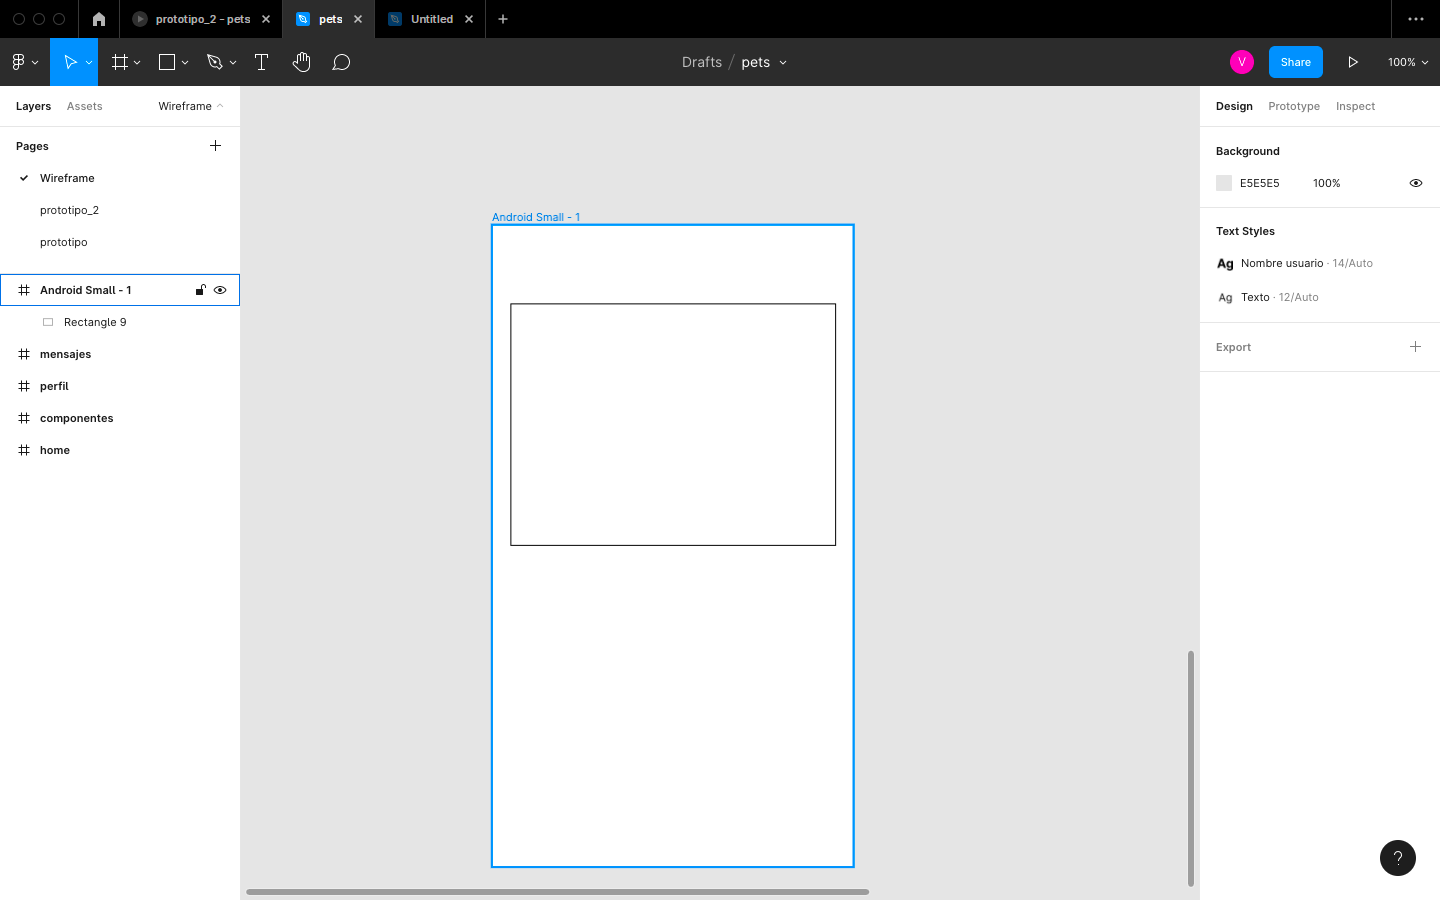 prototipo_2 - pets
pets
Untitled
Drafts / pets
V
Share
100%
Layers
Assets
Wireframe
Pages
Wireframe
prototipo_2
prototipo
Android Small - 1
Rectangle 9
mensajes
perfil
componentes
home
Android Small - 1
Design
Prototype
Inspect
Background
E5E5E5
100%
Text Styles
Ag Nombre usuario · 14/Auto
Ag Texto · 12/Auto
Export
?